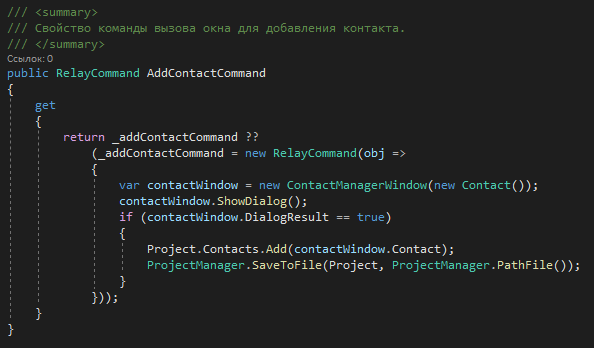 /// <summary>
/// Свойство команды вызова окна для добавления контакта.
/// </summary>
Ссылок: 0
public RelayCommand AddContactCommand
{
    get
    {
        return _addContactCommand ??
            (_addContactCommand = new RelayCommand(obj =>
            {
                var contactWindow = new ContactManagerWindow(new Contact());
                contactWindow.ShowDialog();
                if (contactWindow.DialogResult == true)
                {
                    Project.Contacts.Add(contactWindow.Contact);
                    ProjectManager.SaveToFile(Project, ProjectManager.PathFile());
                }
            }));
    }
}